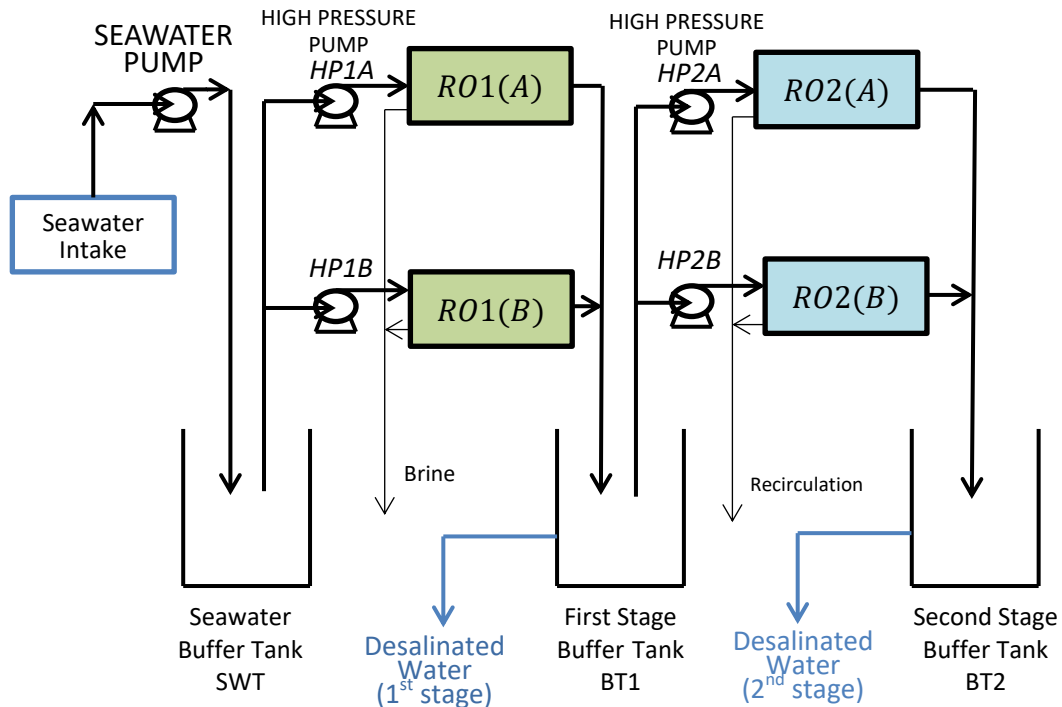 SEAWATER
PUMP
HIGH PRESSURE
PUMP
HP1A
RO1(A)
HIGH PRESSURE
PUMP
HP2A
RO2(A)
Seawater
Intake
HP1B
RO1(B)
HP2B
RO2(B)
Brine
Recirculation
Seawater
Buffer Tank
SWT
Desalinated
Water
(1st stage)
First Stage
Buffer Tank
BT1
Desalinated
Water
(2nd stage)
Second Stage
Buffer Tank
BT2